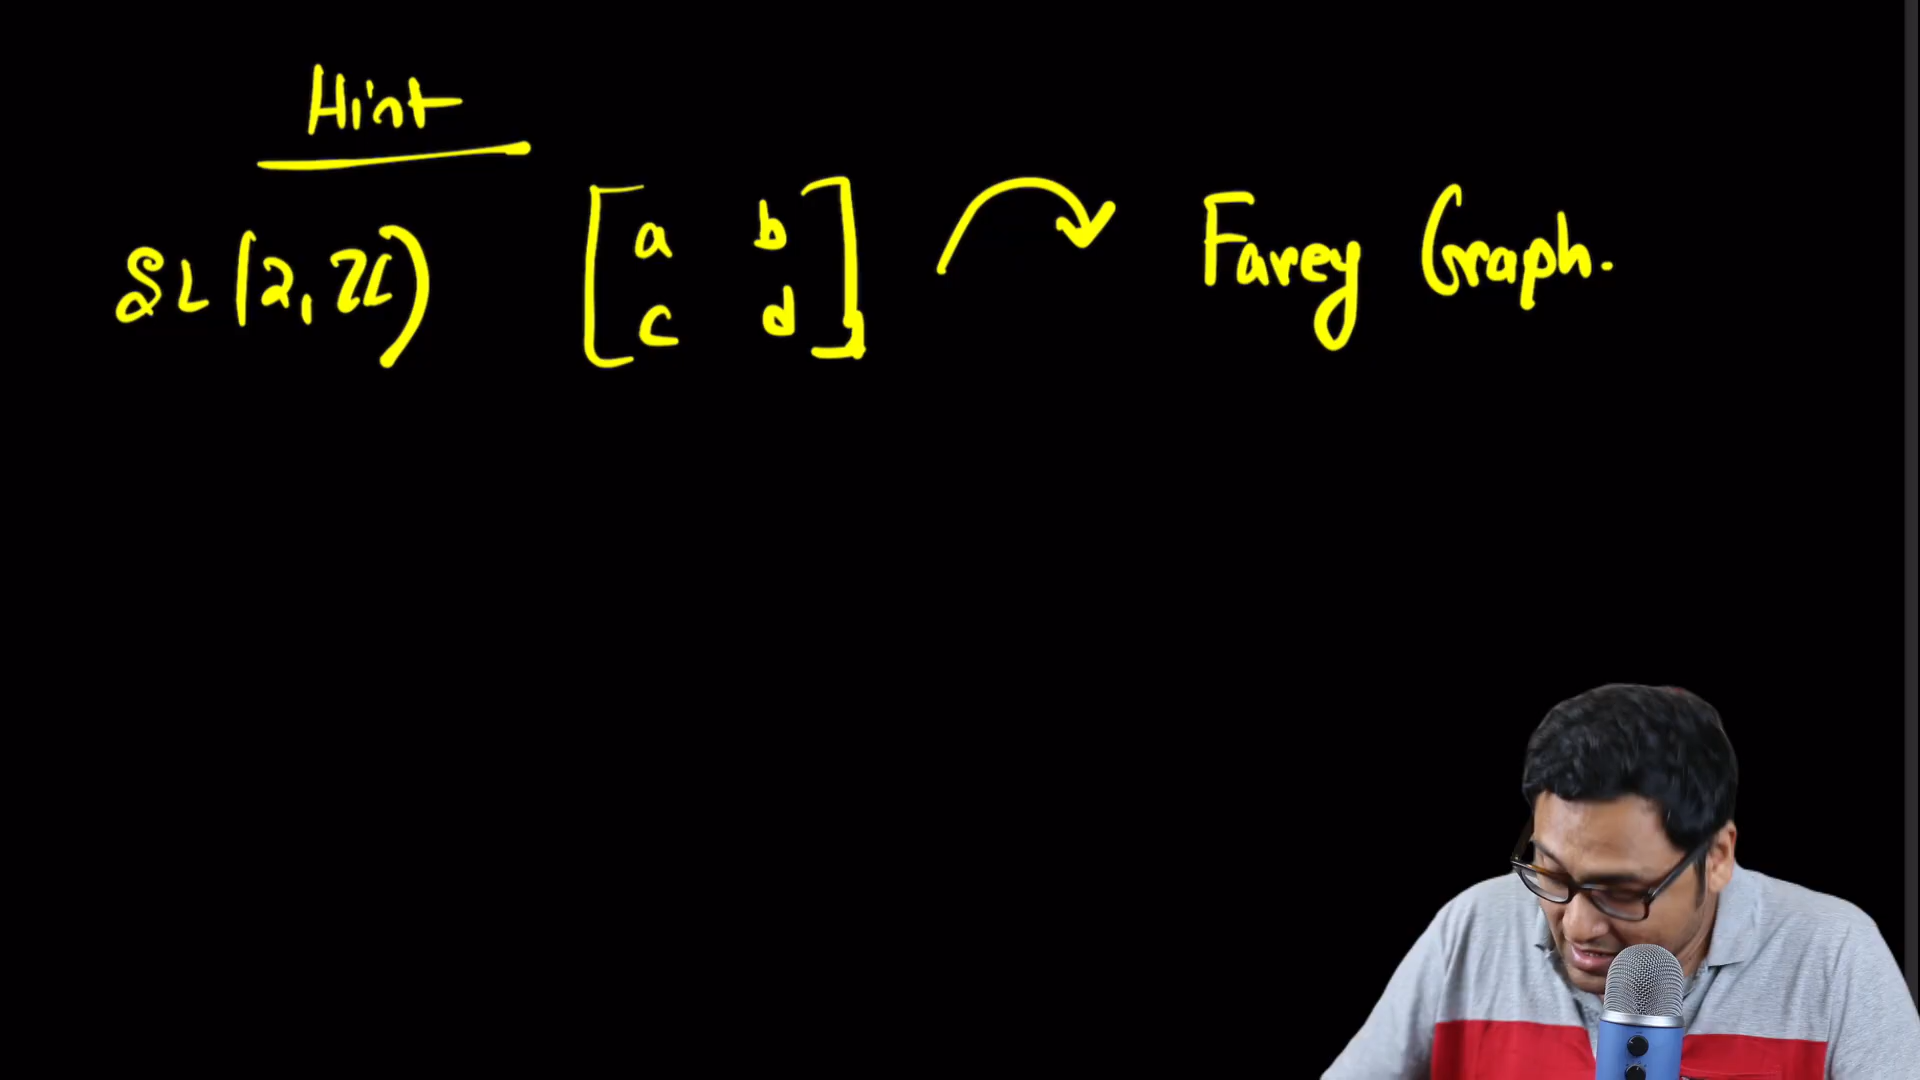 Hint
SL(2,ℤ) [a b
c d] Farey Graph.